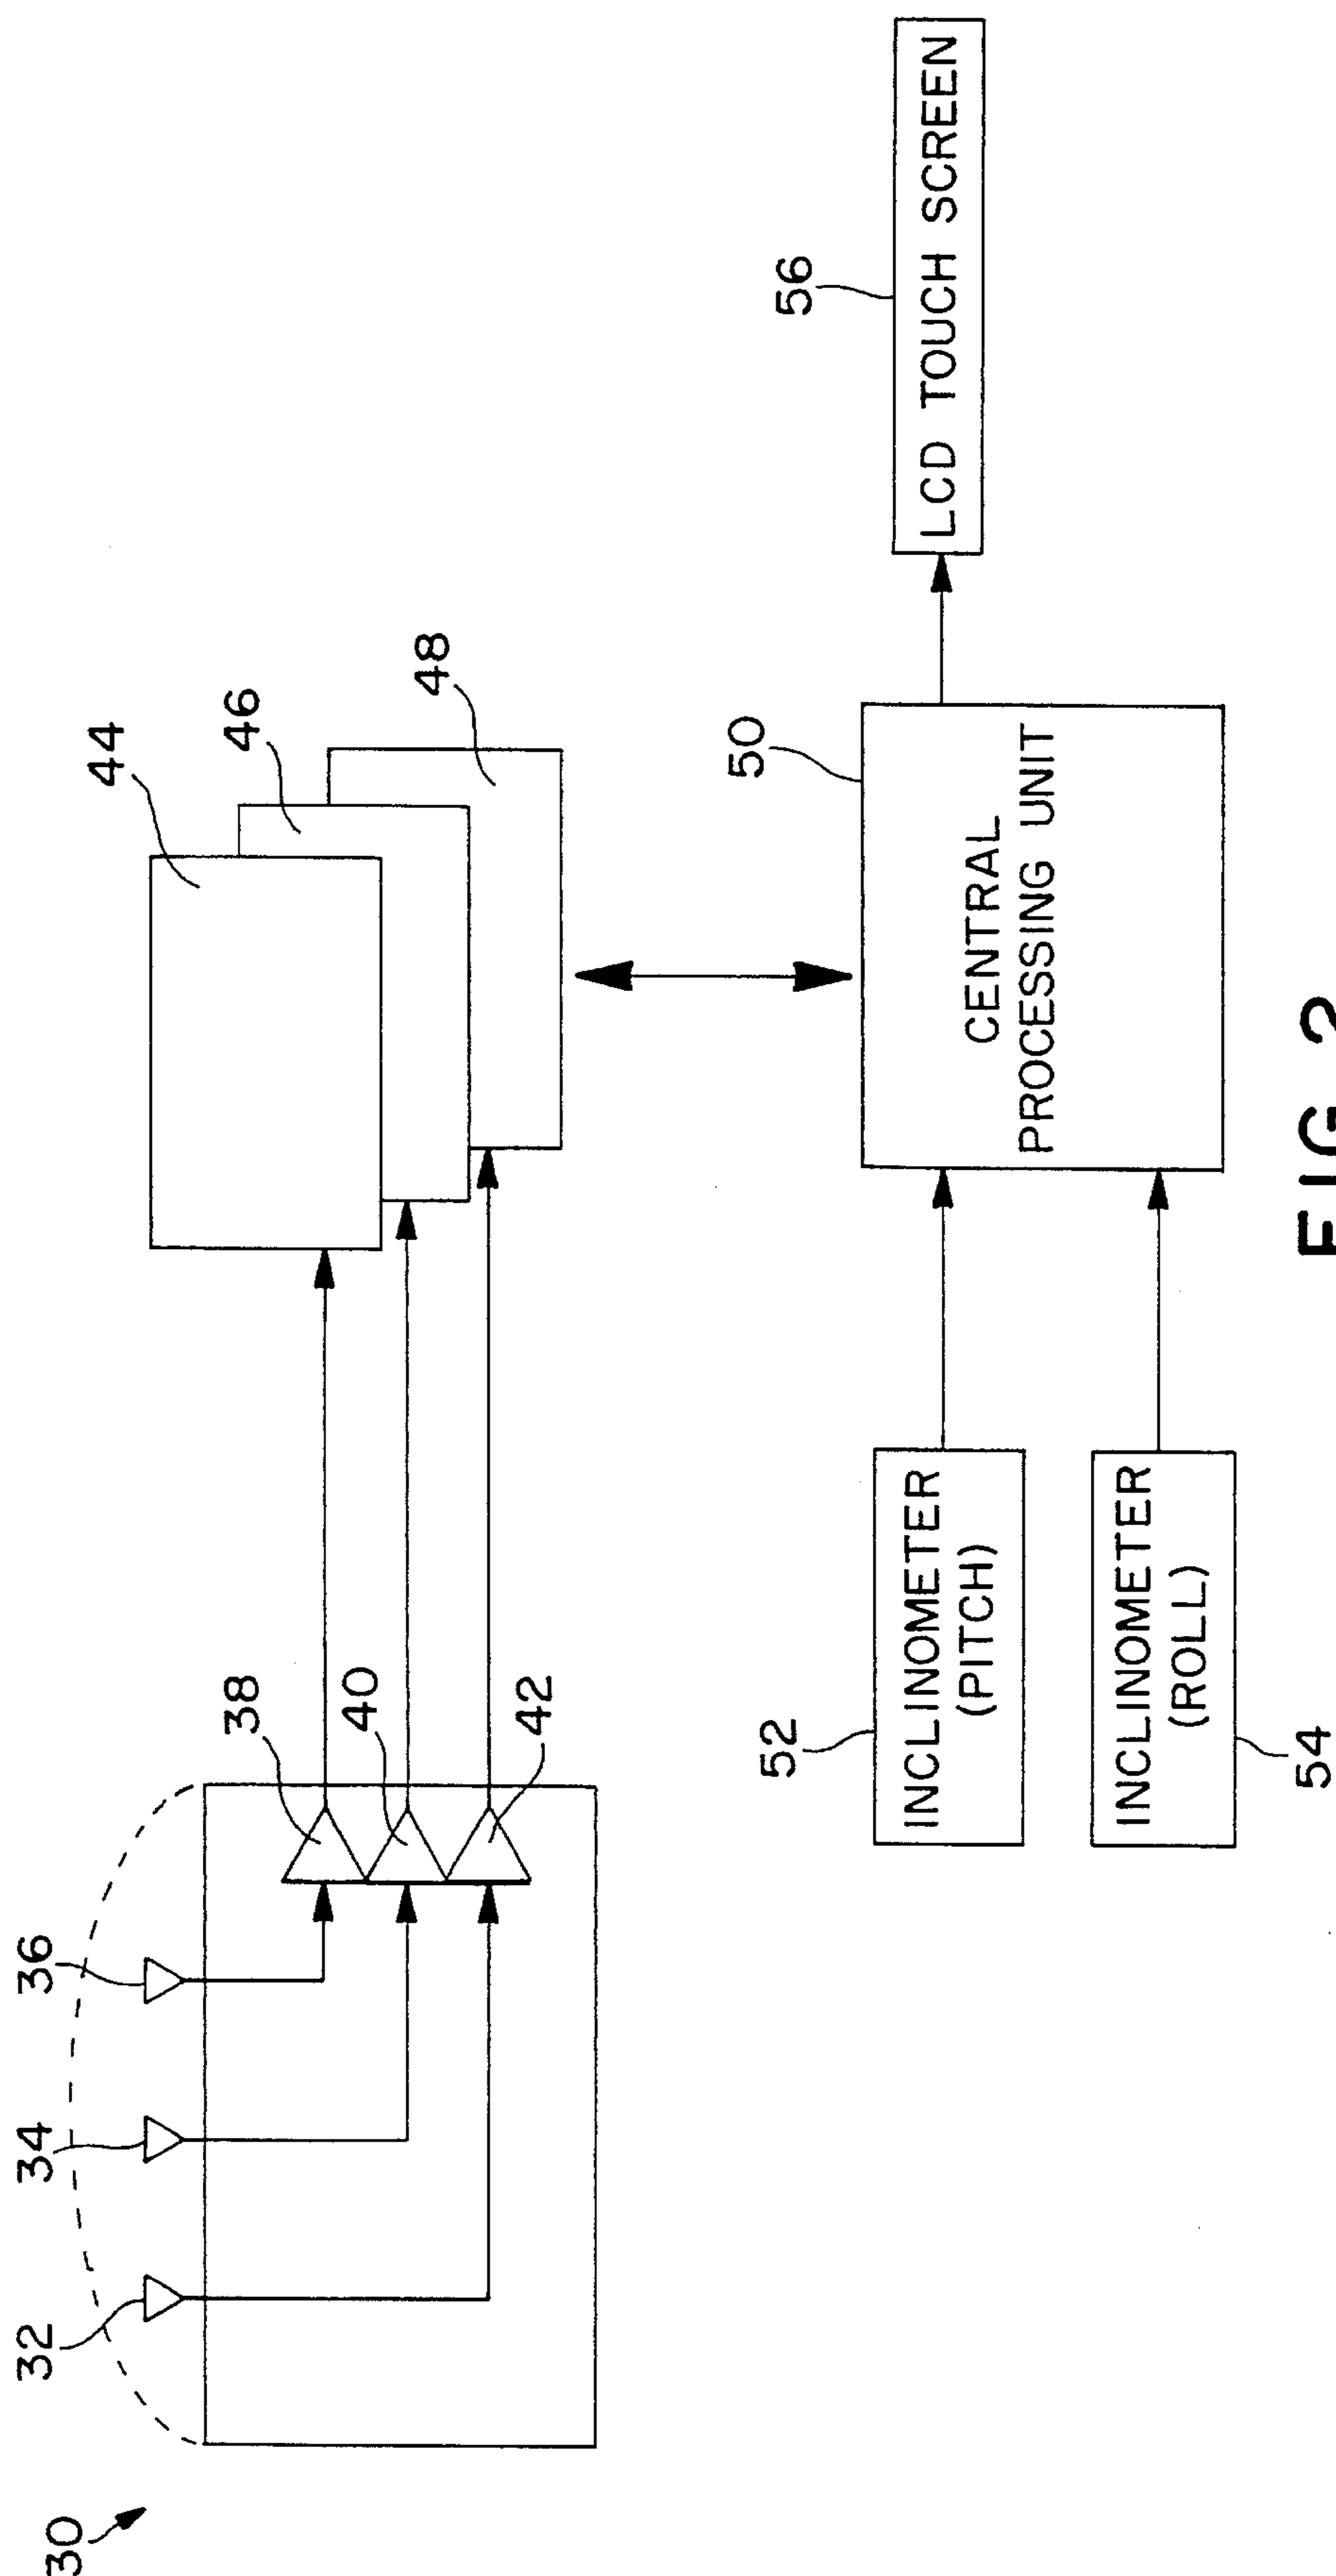 30
32
34
36
38
40
42
44
46
48
50
CENTRAL
PROCESSING UNIT
56
LCD TOUCH SCREEN
52
INCLINOMETER
(PITCH)
INCLINOMETER
(ROLL)
54
FIG. 2